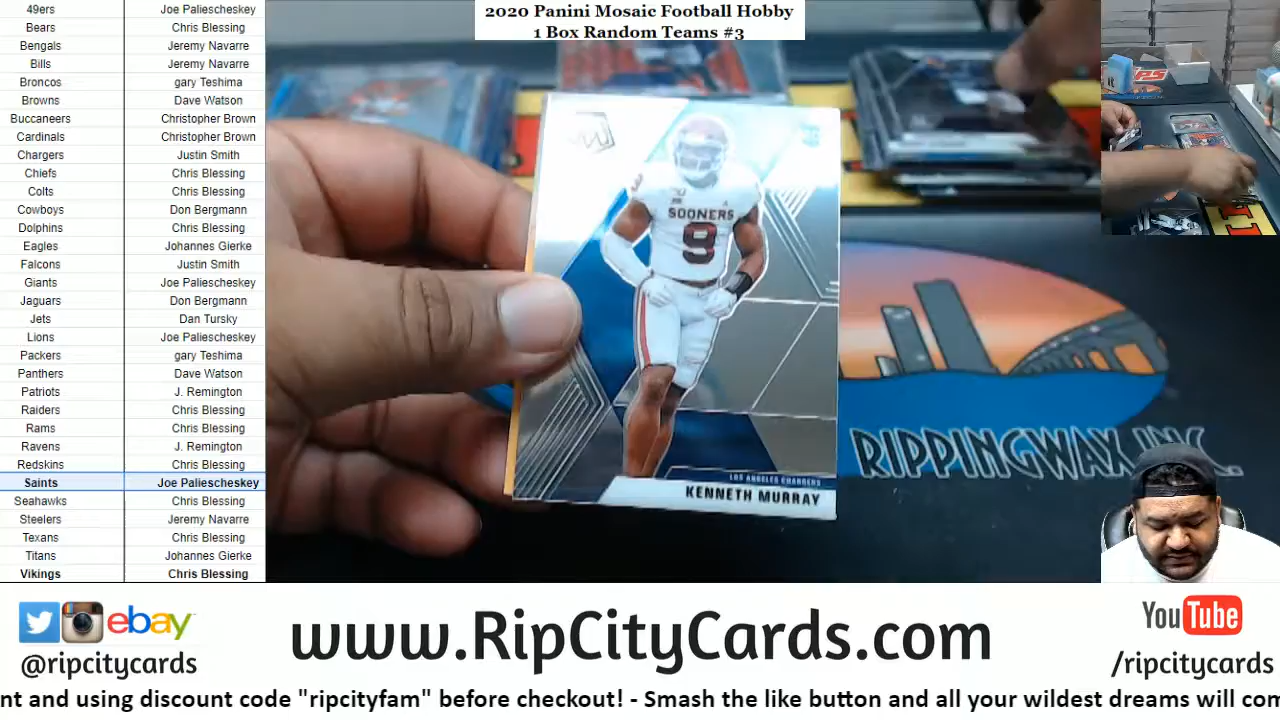 2020 Panini Mosaic Football Hobby
1 Box Random Teams #3
49ers Joe Paliescheskey
Bears Chris Blessing
Bengals Jeremy Navarre
Bills Jeremy Navarre
Broncos gary Teshima
Browns Dave Watson
Buccaneers Christopher Brown
Cardinals Christopher Brown
Chargers Justin Smith
Chiefs Chris Blessing
Colts Chris Blessing
Cowboys Don Bergmann
Dolphins Chris Blessing
Eagles Johannes Gierke
Falcons Justin Smith
Giants Joe Paliescheskey
Jaguars Don Bergmann
Jets Dan Tursky
Lions Joe Paliescheskey
Packers gary Teshima
Panthers Dave Watson
Patriots J. Remington
Raiders Chris Blessing
Rams Chris Blessing
Ravens J. Remington
Redskins Chris Blessing
Saints Joe Paliescheskey
Seahawks Chris Blessing
Steelers Jeremy Navarre
Texans Chris Blessing
Titans Johannes Gierke
Vikings Chris Blessing
SOONERS
9
LOS ANGELES CHARGERS
KENNETH MURRAY
RIPPINGWAX INC.
ebay
@ripcitycards
www.RipCityCards.com
YouTube
/ripcitycards
nt and using discount code "ripcityfam" before checkout! - Smash the like button and all your wildest dreams will com